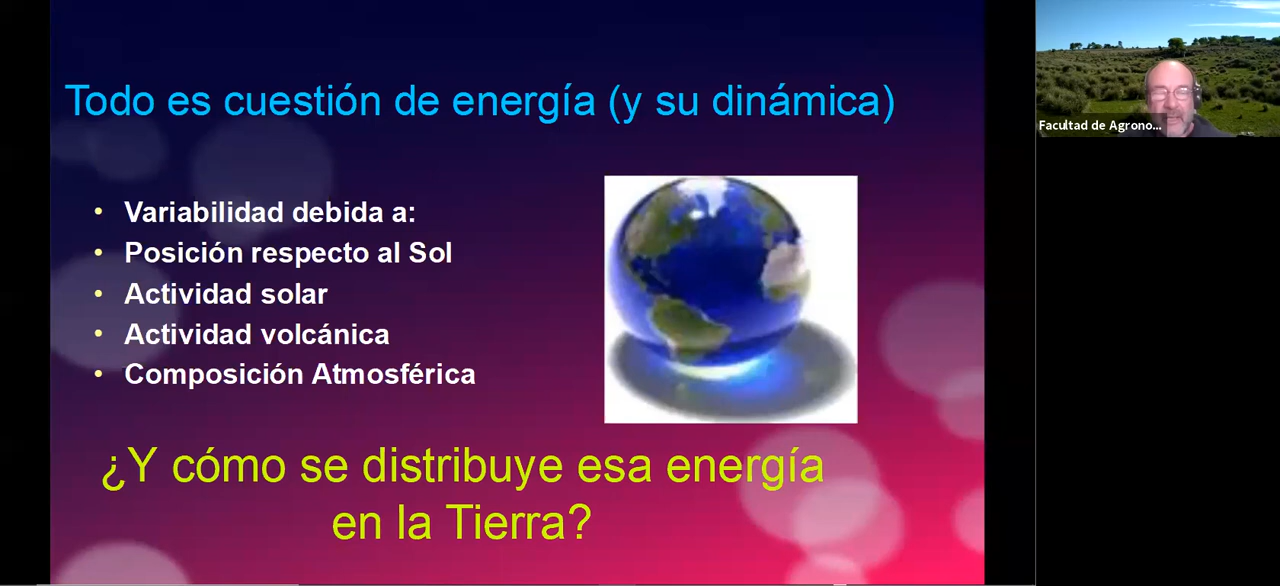 Todo es cuestión de energía (y su dinámica)
• Variabilidad debida a:
• Posición respecto al Sol
• Actividad solar
• Actividad volcánica
• Composición Atmosférica
¿Y cómo se distribuye esa energía
en la Tierra?
Facultad de Agrono...